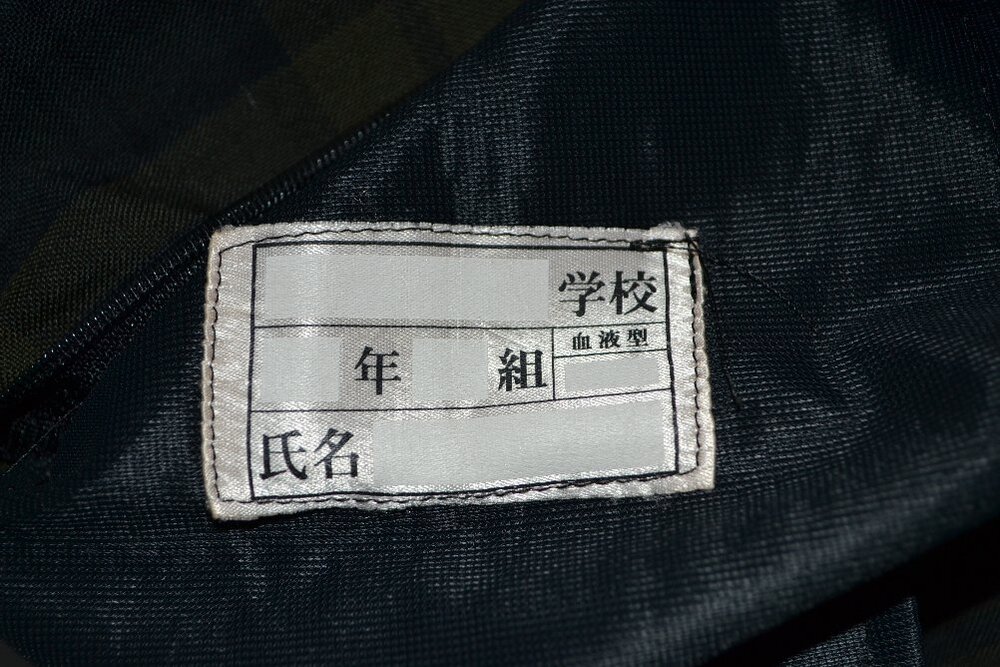 学校
年 組 血液型
氏名